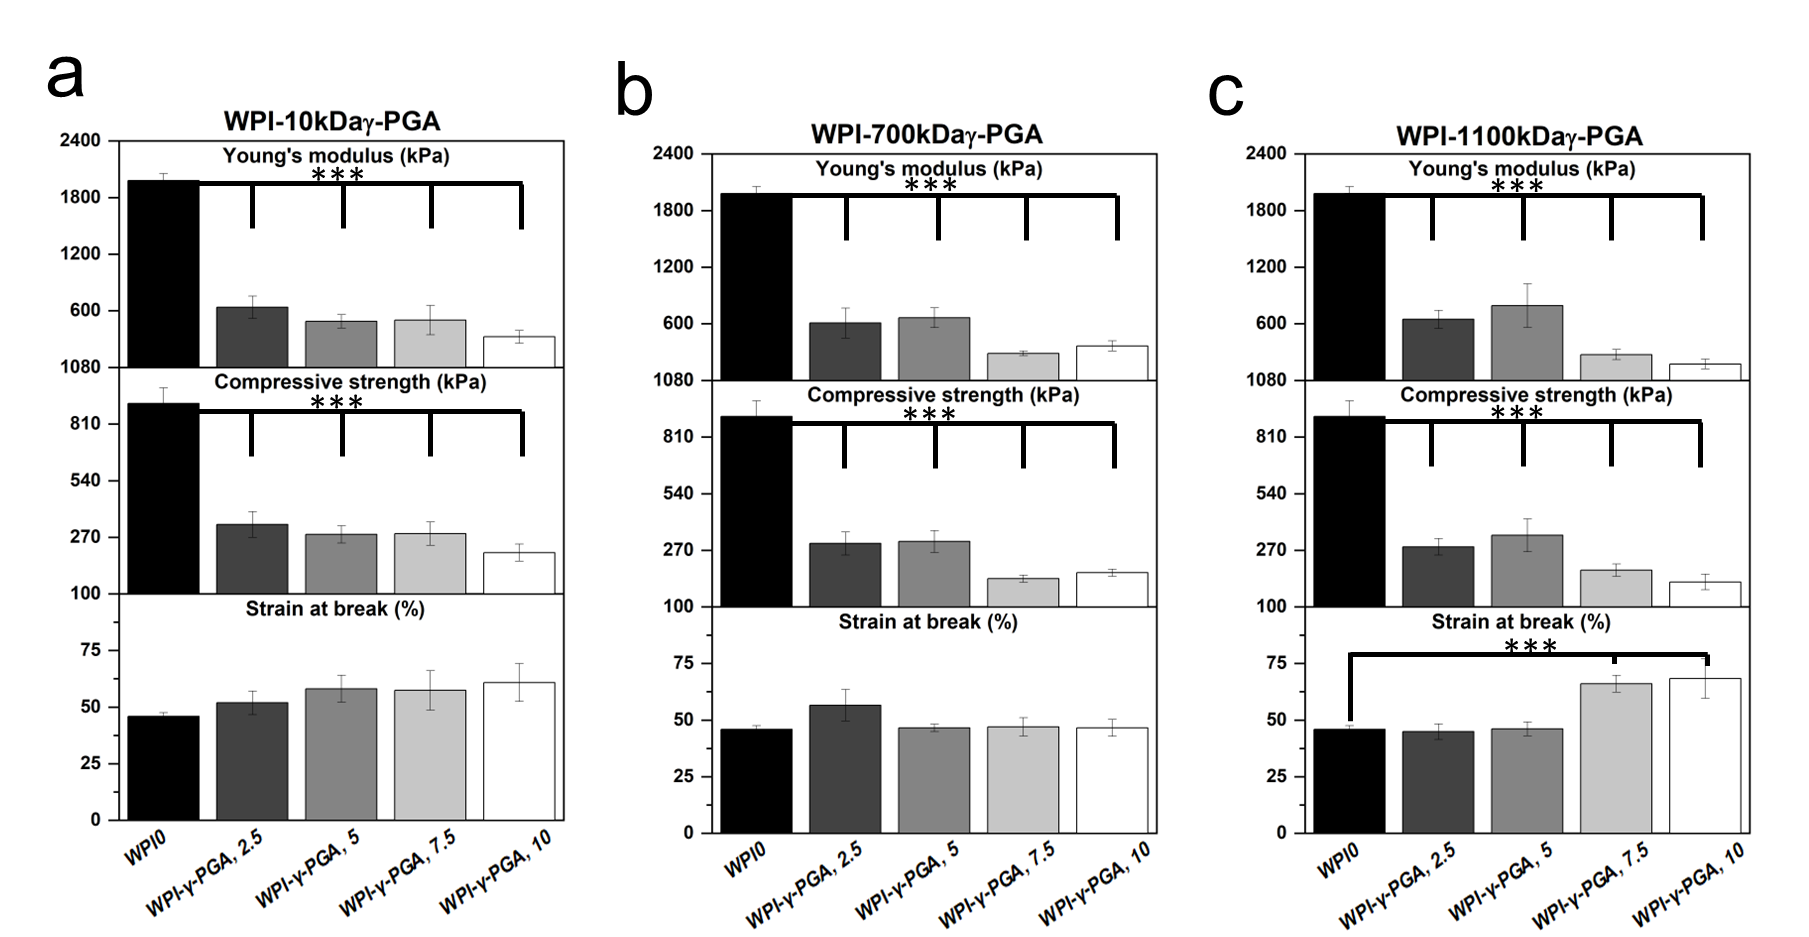 a
WPI-10kDaγ-PGA
2400
Young's modulus (kPa)
***
1800
1200
600
1080
Compressive strength (kPa)
***
810
540
270
100
Strain at break (%)
75
50
25
0
WPI0
WPI-γ-PGA, 2.5
WPI-γ-PGA, 5
WPI-γ-PGA, 7.5
WPI-γ-PGA, 10
b
WPI-700kDaγ-PGA
2400
Young's modulus (kPa)
***
1800
1200
600
1080
Compressive strength (kPa)
***
810
540
270
100
Strain at break (%)
75
50
25
0
WPI0
WPI-γ-PGA, 2.5
WPI-γ-PGA, 5
WPI-γ-PGA, 7.5
WPI-γ-PGA, 10
c
WPI-1100kDaγ-PGA
2400
Young's modulus (kPa)
***
1800
1200
600
1080
Compressive strength (kPa)
***
810
540
270
100
Strain at break (%)
***
75
50
25
0
WPI0
WPI-γ-PGA, 2.5
WPI-γ-PGA, 5
WPI-γ-PGA, 7.5
WPI-γ-PGA, 10